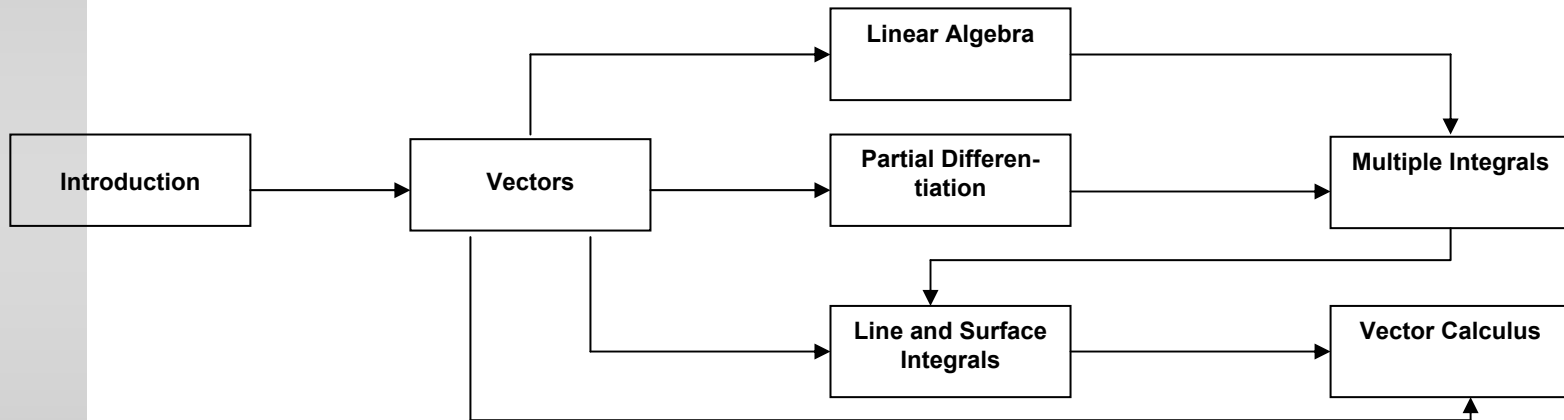 Linear Algebra
Introduction
Vectors
Partial Differen-
tiation
Multiple Integrals
Line and Surface
Integrals
Vector Calculus